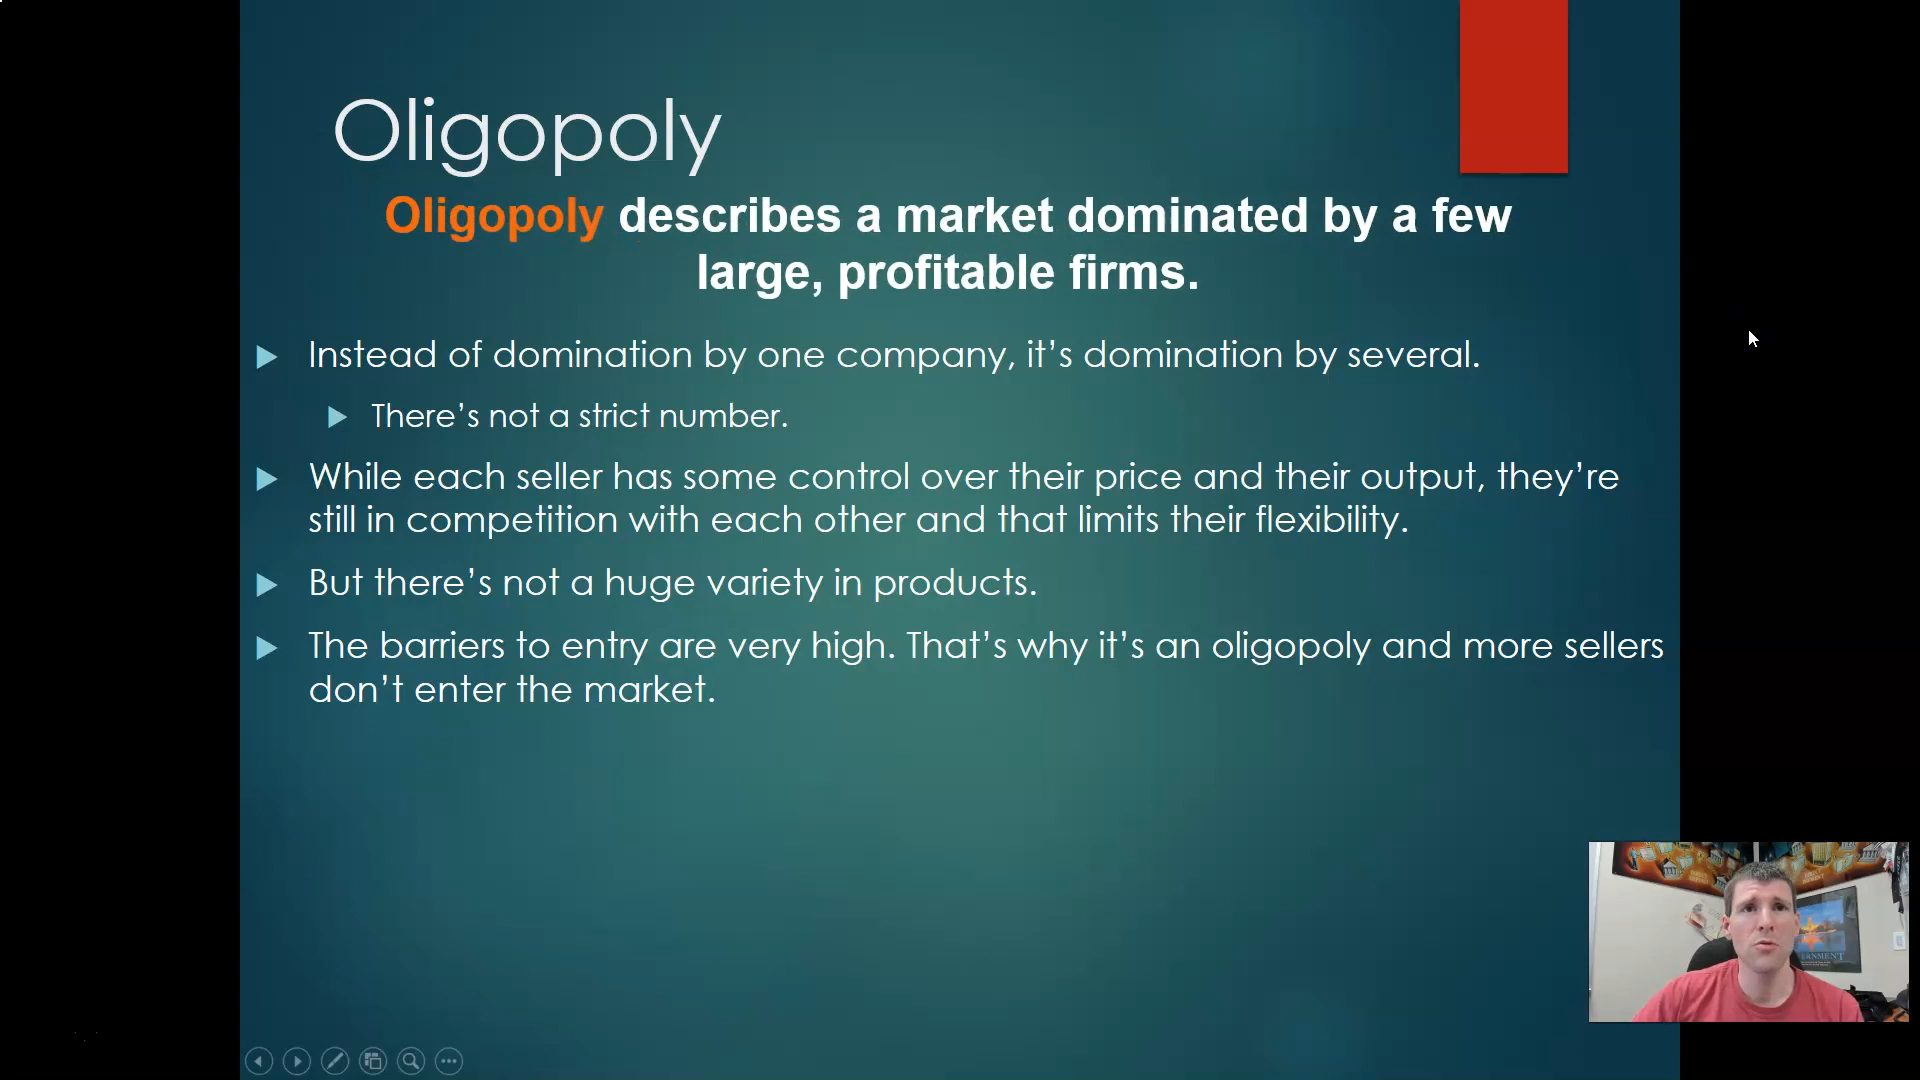 Oligopoly
Oligopoly describes a market dominated by a few
large, profitable firms.
Instead of domination by one company, it's domination by several.
There's not a strict number.
While each seller has some control over their price and their output, they're
still in competition with each other and that limits their flexibility.
But there's not a huge variety in products.
The barriers to entry are very high. That's why it's an oligopoly and more sellers
don't enter the market.